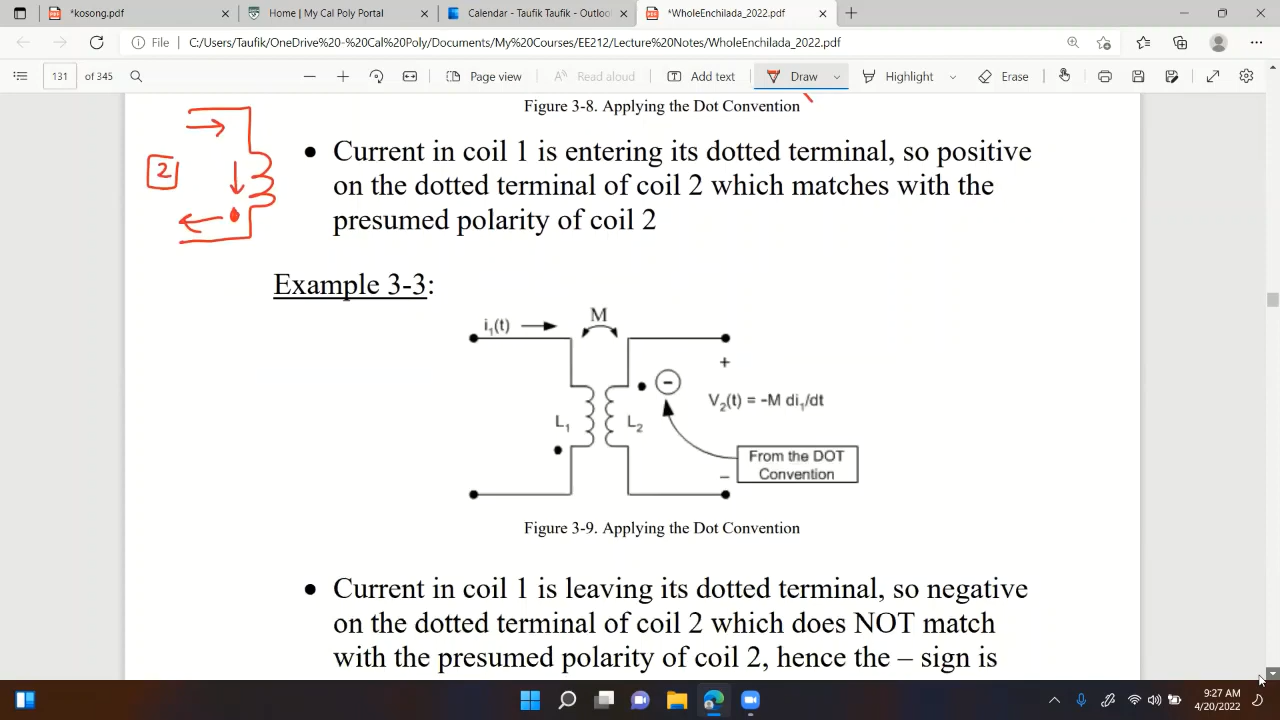 *kosong.pdf
Home | My Cal Poly Portal
Calendar - Taufik Taufik - Outlo
*WholeEnchilada_2022.pdf
File
C:/Users/Taufik/OneDrive%20-%20Cal%20Poly/Documents/My%20Courses/EE212/Lecture%20Notes/WholeEnchilada_2022.pdf
131 of 345
Page view
Read aloud
Add text
Draw
Highlight
Erase
Figure 3-8. Applying the Dot Convention
2
• Current in coil 1 is entering its dotted terminal, so positive
on the dotted terminal of coil 2 which matches with the
presumed polarity of coil 2
Example 3-3:
i₁(t)
M
+
−
V₂(t) = -M di₁/dt
L₁
L₂
From the DOT
Convention
−
Figure 3-9. Applying the Dot Convention
• Current in coil 1 is leaving its dotted terminal, so negative
on the dotted terminal of coil 2 which does NOT match
with the presumed polarity of coil 2, hence the – sign is
9:27 AM
4/20/2022